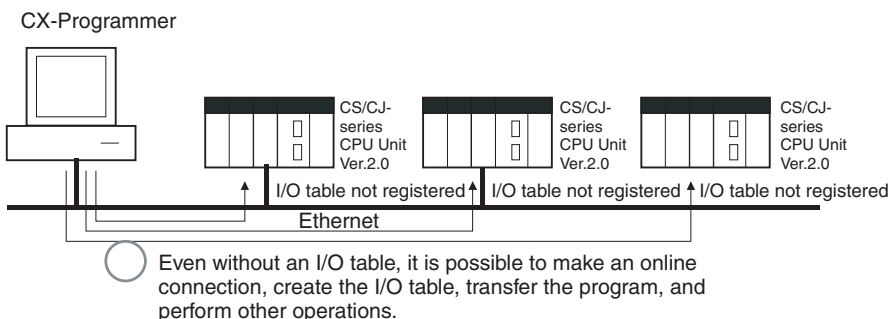 CX-Programmer
CS/CJ-
series
CPU Unit
Ver.2.0
CS/CJ-
series
CPU Unit
Ver.2.0
CS/CJ-
series
CPU Unit
Ver.2.0
I/O table not registered
I/O table not registered
I/O table not registered
Ethernet
Even without an I/O table, it is possible to make an online
connection, create the I/O table, transfer the program, and
perform other operations.